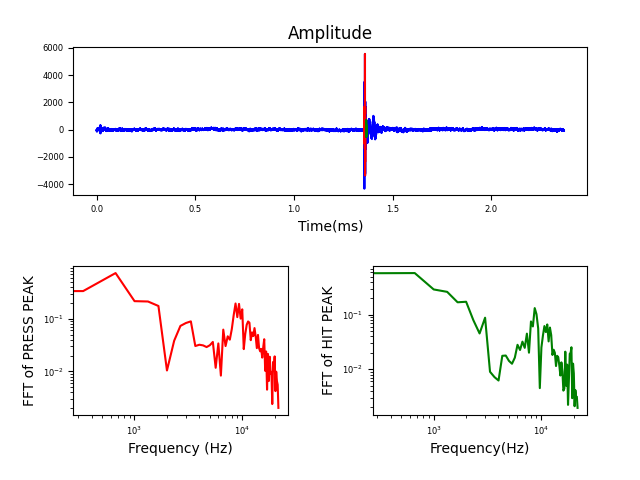 Amplitude
6000
4000
2000
0
−2000
−4000
0.0 0.5 1.0 1.5 2.0
Time(ms)
FFT of PRESS PEAK
10⁻¹
10⁻²
10³ 10⁴
Frequency (Hz)
FFT of HIT PEAK
10⁻¹
10⁻²
10³ 10⁴
Frequency(Hz)